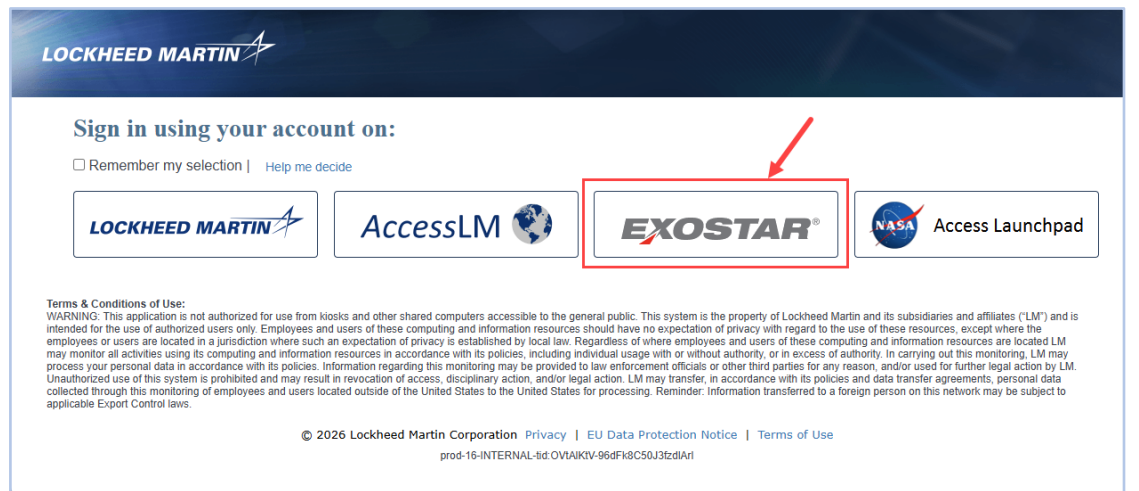 LOCKHEED MARTIN
Sign in using your account on:
Remember my selection | Help me decide
LOCKHEED MARTIN
AccessLM
EXOSTAR®
NASA
Access Launchpad
Terms & Conditions of Use:
WARNING: This application is not authorized for use from kiosks and other shared computers accessible to the general public. This system is the property of Lockheed Martin and its subsidiaries and affiliates ("LM") and is
intended for the use of authorized users only. Employees and users of these computing and information resources should have no expectation of privacy with regard to the use of these resources, except where the
employees or users are located in a jurisdiction where such an expectation of privacy is established by local law. Regardless of where employees and users of these computing and information resources are located LM
may monitor all activities using its computing and information resources in accordance with its policies, including individual usage with or without authority, or in excess of authority. In carrying out this monitoring, LM may
process your personal data in accordance with its policies. Information regarding this monitoring may be provided to law enforcement officials or other third parties for any reason, and/or used for further legal action by LM.
Unauthorized use of this system is prohibited and may result in revocation of access, disciplinary action, and/or legal action. LM may transfer, in accordance with its policies and data transfer agreements, personal data
collected through this monitoring of employees and users located outside of the United States to the United States for processing. Reminder: Information transferred to a foreign person on this network may be subject to
applicable Export Control laws.
© 2026 Lockheed Martin Corporation Privacy | EU Data Protection Notice | Terms of Use